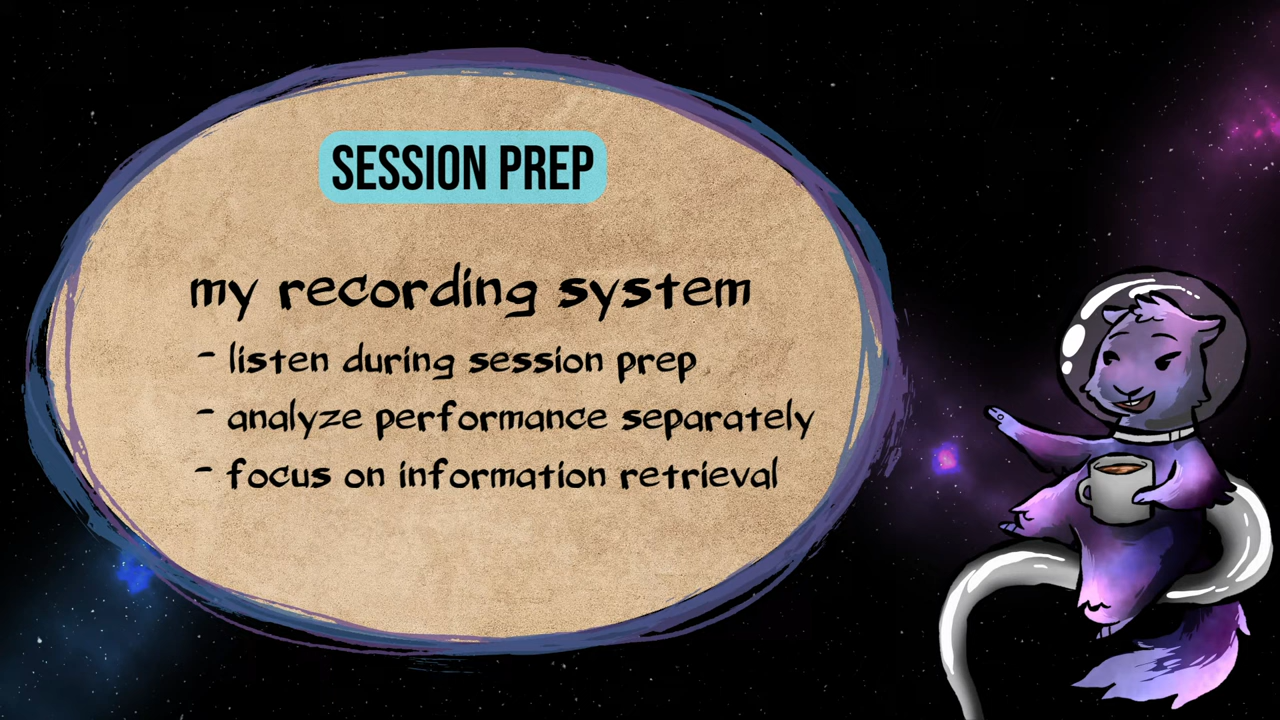 SESSION PREP
my recording system
- listen during session prep
- analyze performance separately
- focus on information retrieval